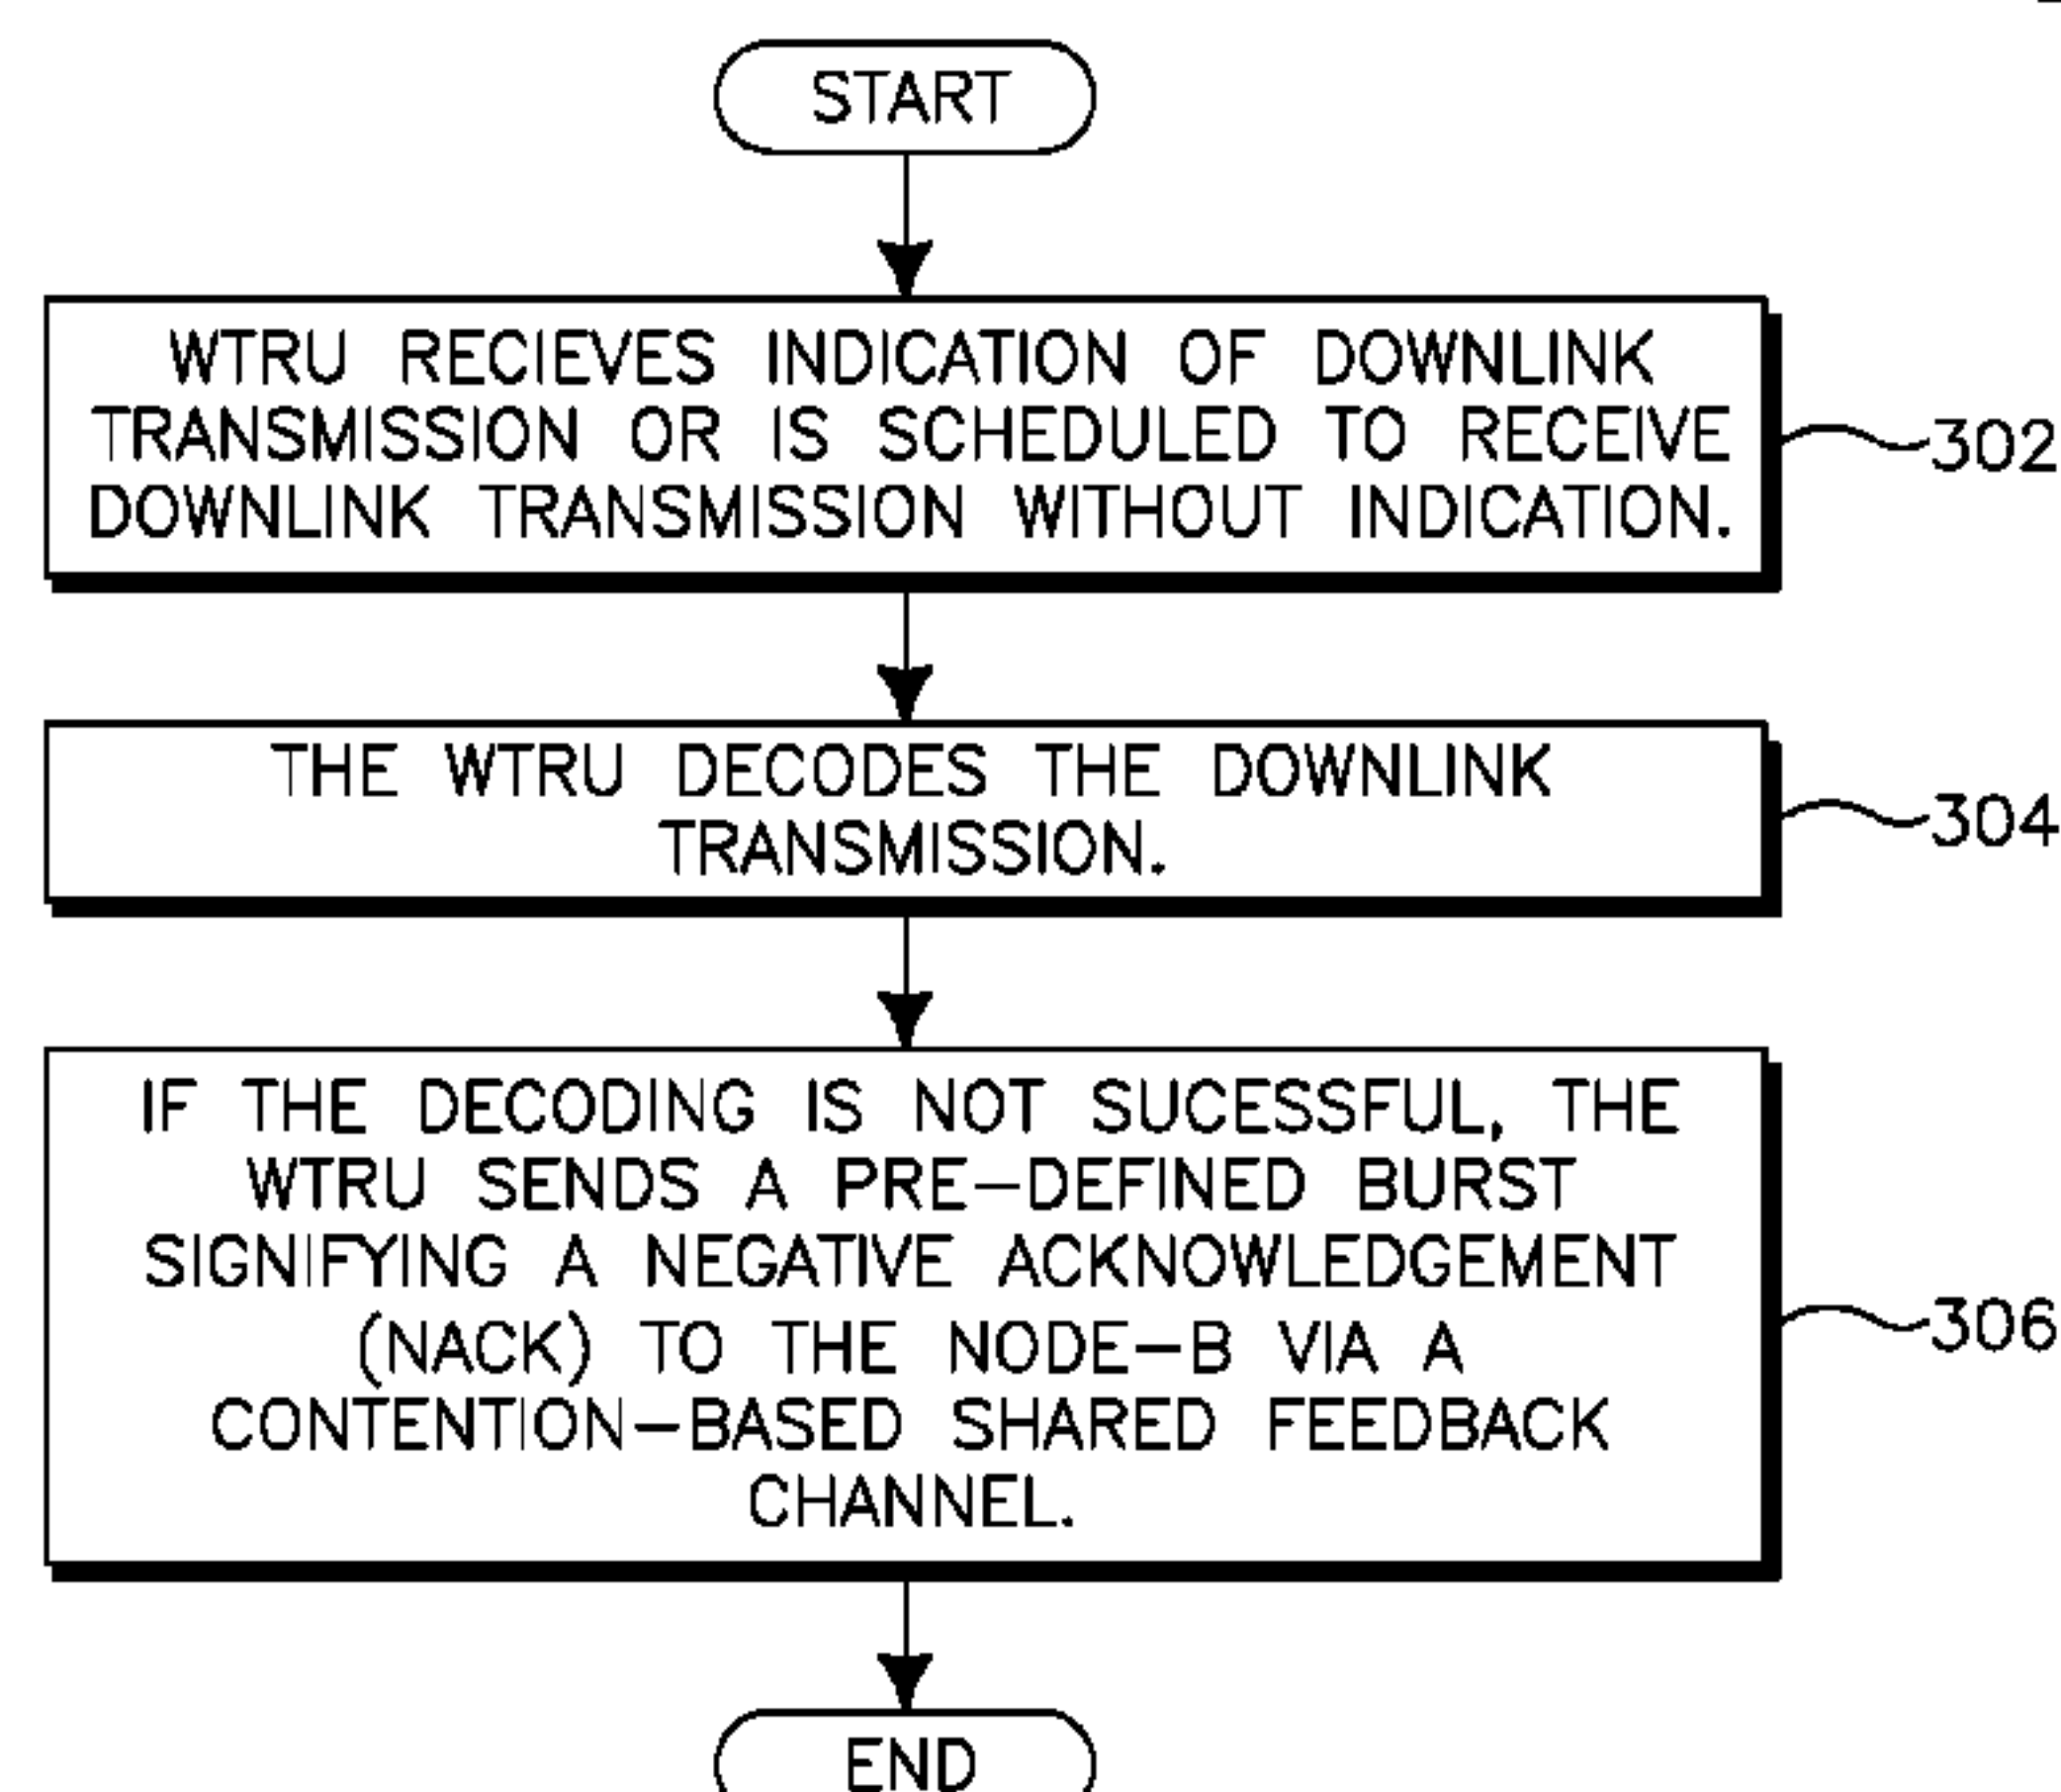 START
WTRU RECIEVES INDICATION OF DOWNLINK
TRANSMISSION OR IS SCHEDULED TO RECEIVE
DOWNLINK TRANSMISSION WITHOUT INDICATION.
302
THE WTRU DECODES THE DOWNLINK
TRANSMISSION.
304
IF THE DECODING IS NOT SUCESSFUL, THE
WTRU SENDS A PRE-DEFINED BURST
SIGNIFYING A NEGATIVE ACKNOWLEDGEMENT
(NACK) TO THE NODE-B VIA A
CONTENTION-BASED SHARED FEEDBACK
CHANNEL.
306
END